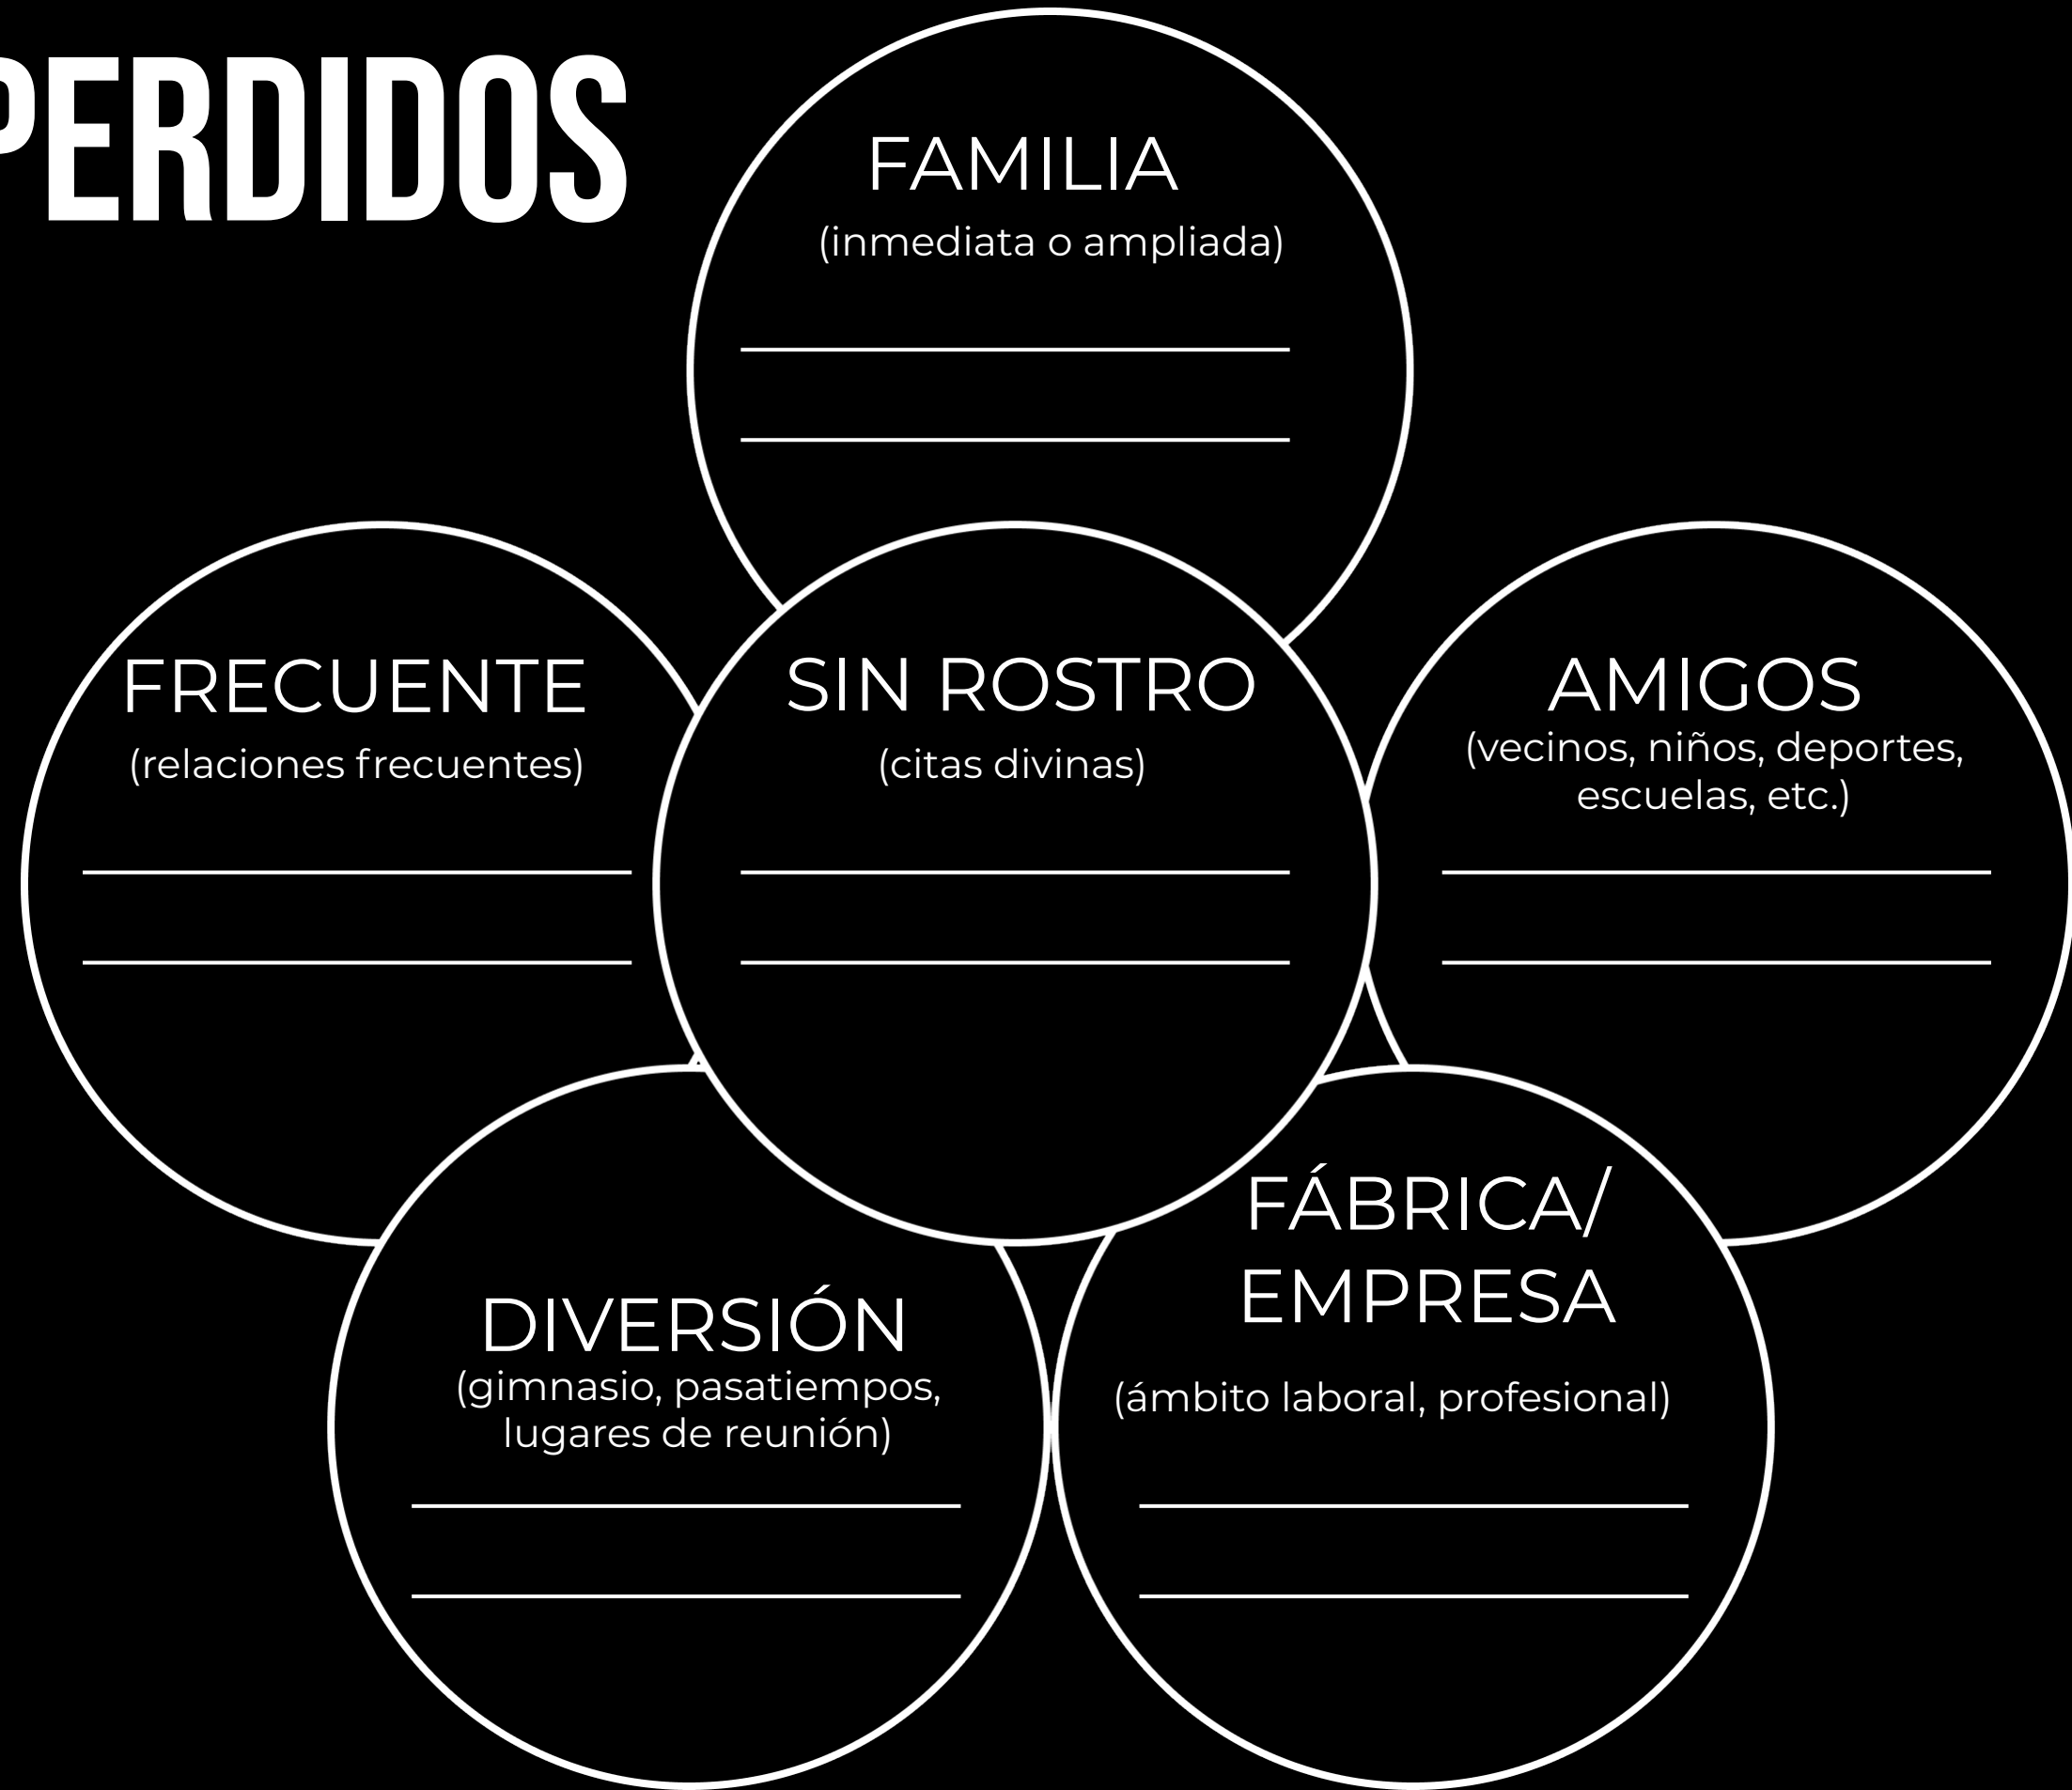 PERDIDOS
FAMILIA
(inmediata o ampliada)
FRECUENTE
(relaciones frecuentes)
SIN ROSTRO
(citas divinas)
AMIGOS
(vecinos, niños, deportes,
escuelas, etc.)
DIVERSIÓN
(gimnasio, pasatiempos,
lugares de reunión)
FÁBRICA/
EMPRESA
(ámbito laboral, profesional)